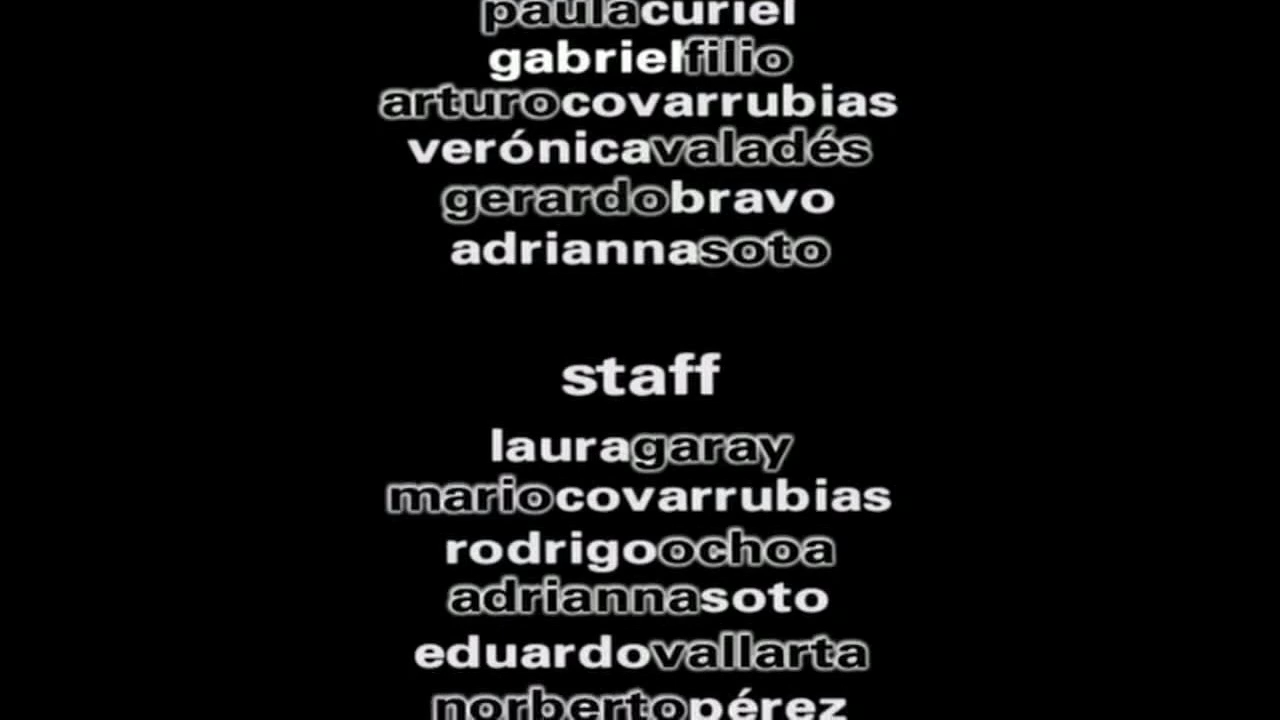 paulacuriel
gabrielfilio
arturocovarrubias
verónicavaladés
gerardobravo
adriannasoto
staff
lauragaray
mariocovarrubias
rodrigoochoa
adriannasoto
eduardovallarta
norbertopérez